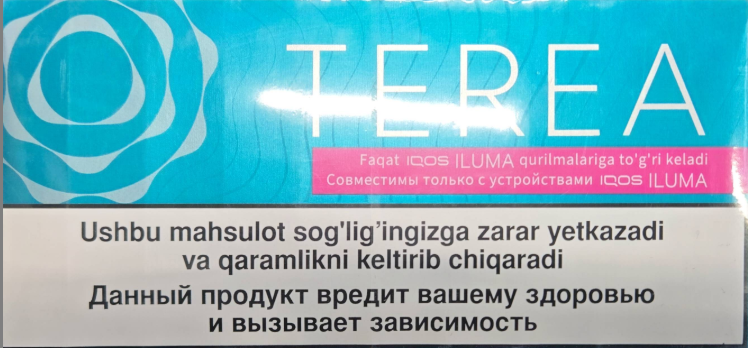 TEREA
Faqat IQOS ILUMA qurilmalariga to'g'ri keladi
Совместимы только с устройствами IQOS ILUMA
Ushbu mahsulot sog'lig’ingizga zarar yetkazadi
va qaramlikni keltirib chiqaradi
Данный продукт вредит вашему здоровью
и вызывает зависимость